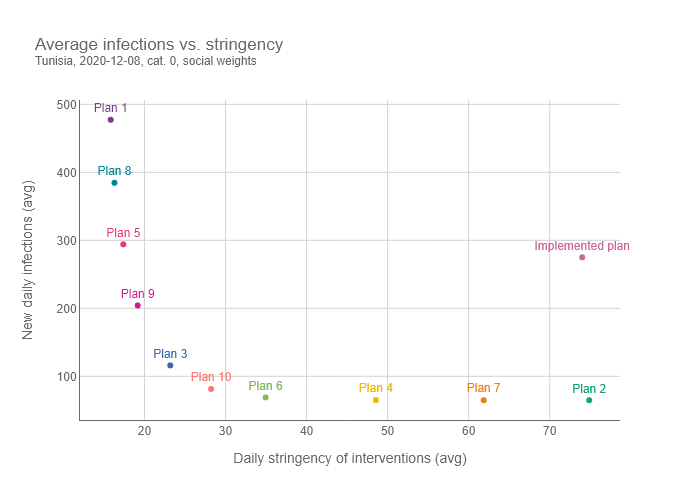 Average infections vs. stringency
Tunisia, 2020-12-08, cat. 0, social weights
500
400
300
200
100
New daily infections (avg)
Plan 1
Plan 8
Plan 5
Implemented plan
Plan 9
Plan 3
Plan 10
Plan 6
Plan 4
Plan 7
Plan 2
20
30
40
50
60
70
Daily stringency of interventions (avg)